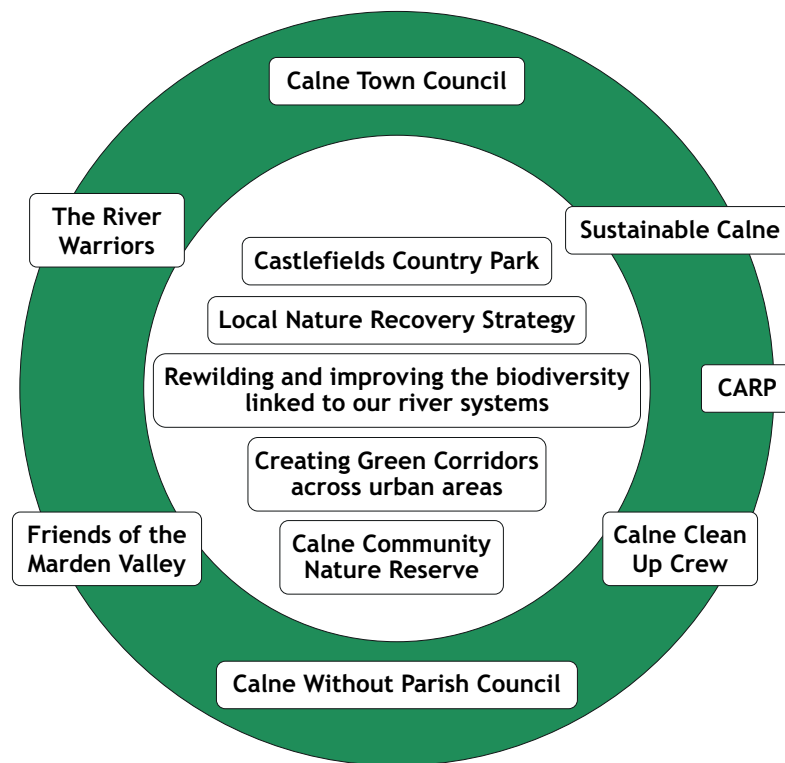 Calne Town Council
The River
Warriors
Sustainable Calne
Castlefields Country Park
Local Nature Recovery Strategy
Rewilding and improving the biodiversity
linked to our river systems
CARP
Creating Green Corridors
across urban areas
Friends of the
Marden Valley
Calne Community
Nature Reserve
Calne Clean
Up Crew
Calne Without Parish Council